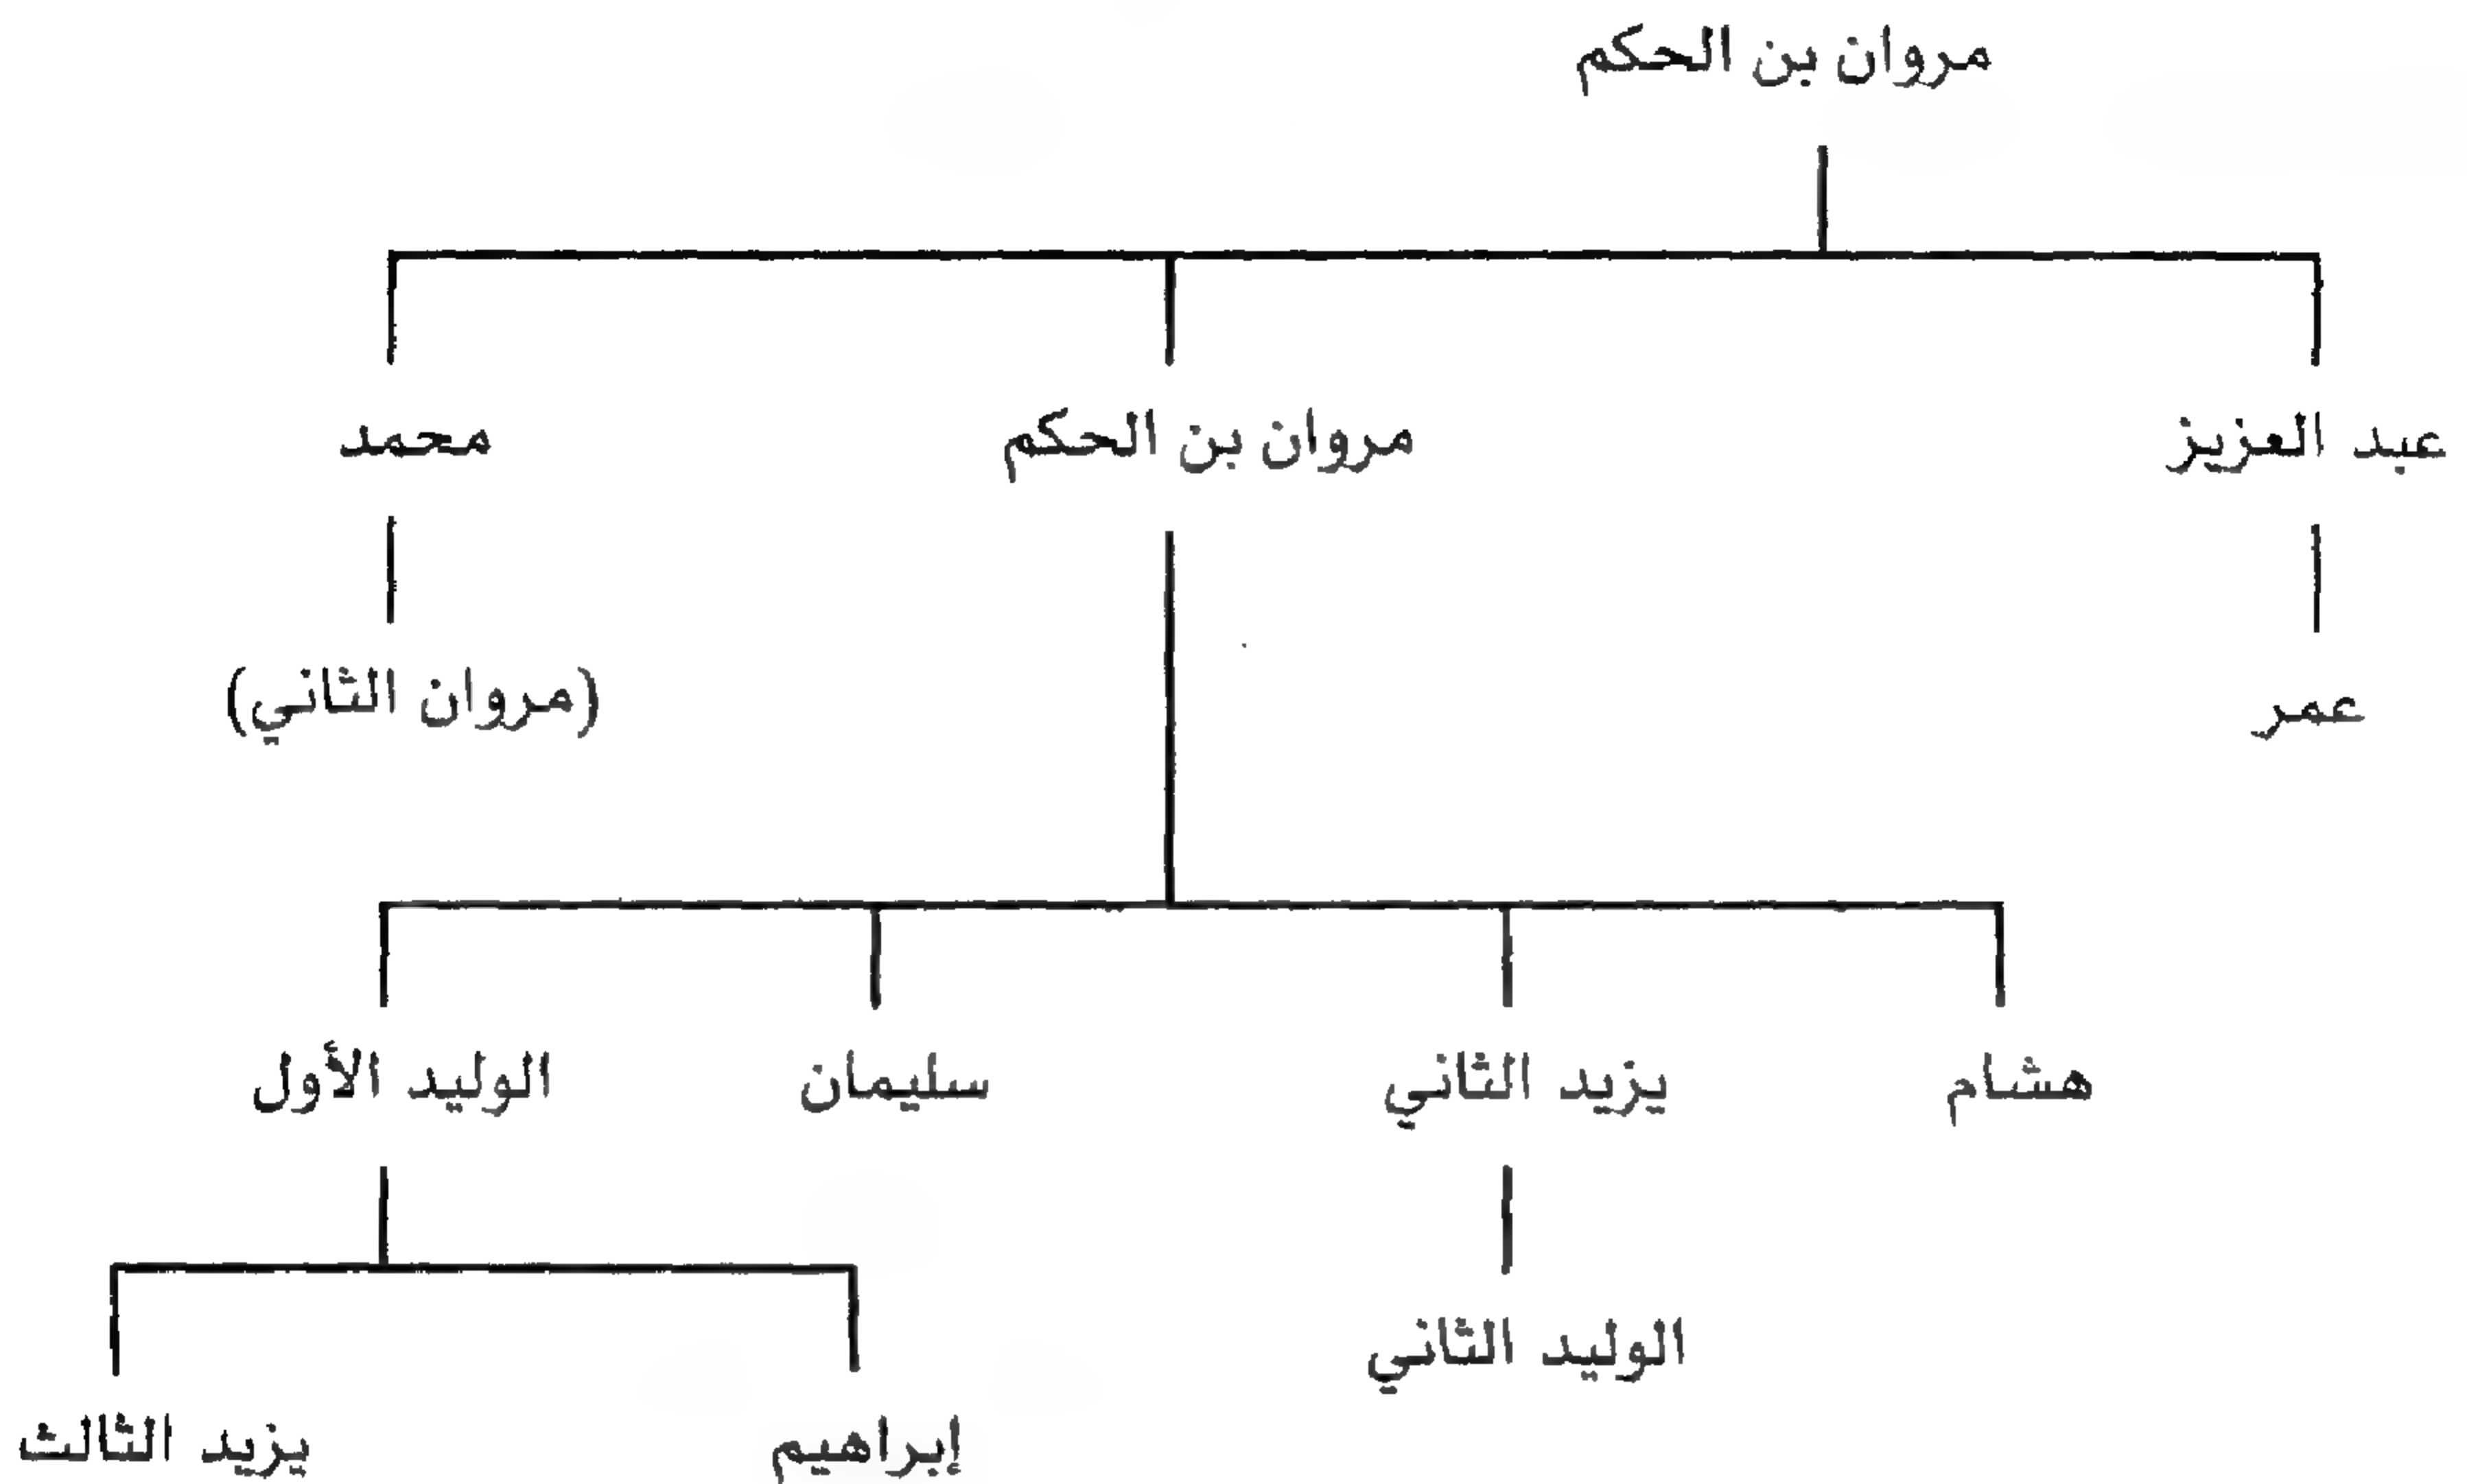 مروان بن الحكم
عبد العزيز مروان بن الحكم محمد
عمر (مروان الثاني)
هشام يزيد الثاني سليمان الوليد الأول
الوليد الثاني
إبراهيم يزيد الثالث